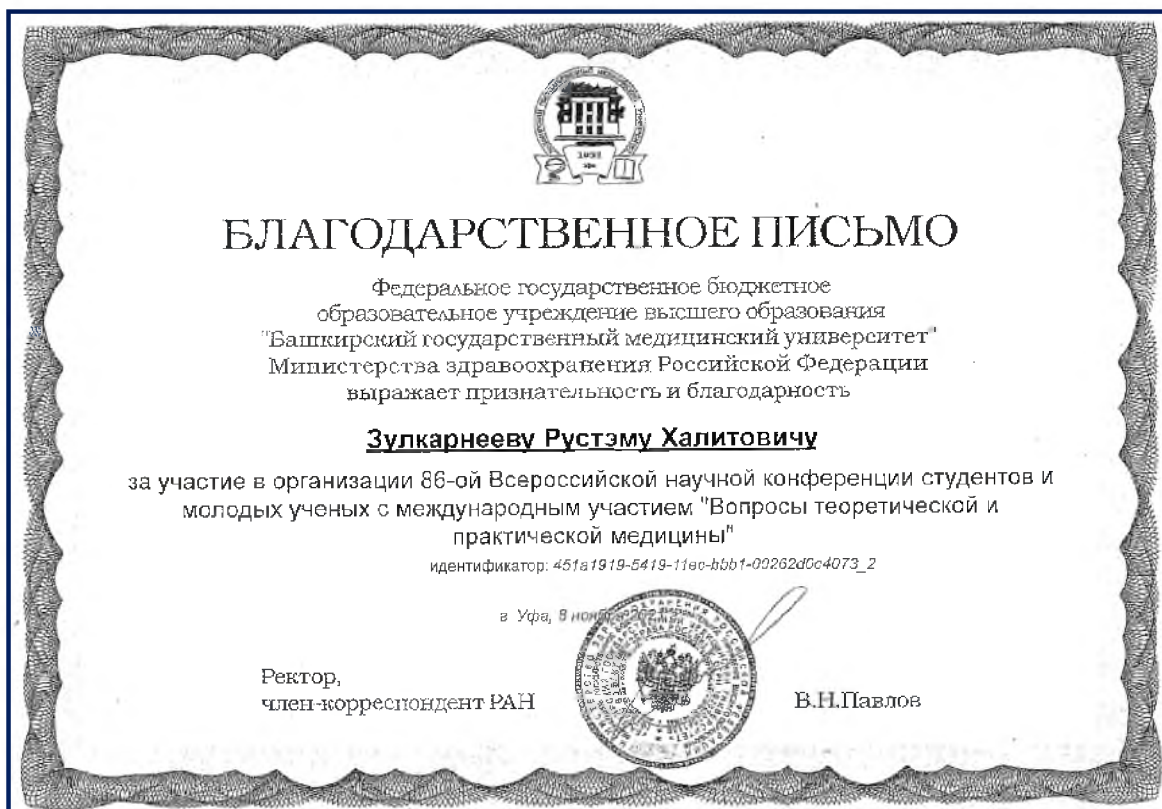 БЛАГОДАРСТВЕННОЕ ПИСЬМО
Федеральное государственное бюджетное
образовательное учреждение высшего образования
"Башкирский государственный медицинский университет"
Министерства здравоохранения Российской Федерации
выражает признательность и благодарность
Зулкарнееву Рустэму Халитовичу
за участие в организации 86-ой Всероссийской научной конференции студентов и
молодых ученых с международным участием "Вопросы теоретической и
практической медицины"
идентификатор: 451a1919-5419-11ec-bbb1-00262d0c4073_2
г. Уфа, 8
Ректор,
член-корреспондент РАН
В.Н.Павлов